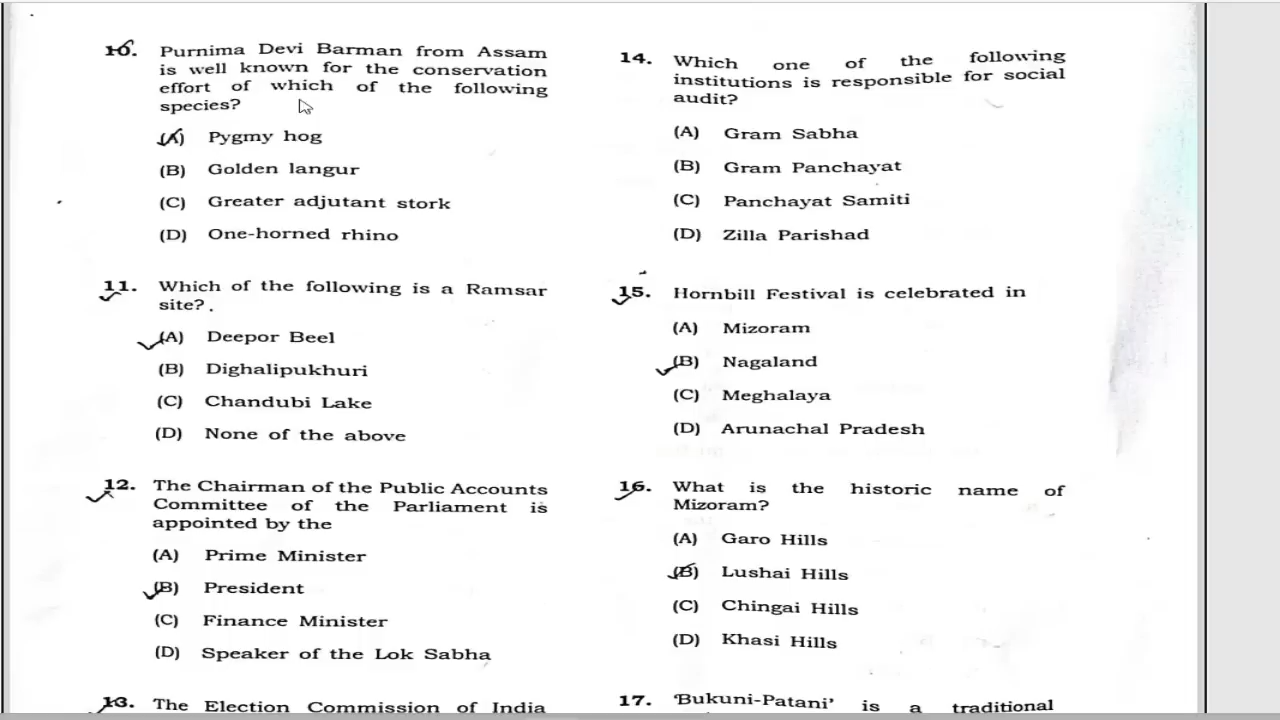 10. Purnima Devi Barman from Assam
is well known for the conservation
effort of which of the following
species?
(A) Pygmy hog
(B) Golden langur
(C) Greater adjutant stork
(D) One-horned rhino
11. Which of the following is a Ramsar
site?
(A) Deepor Beel
(B) Dighalipukhuri
(C) Chandubi Lake
(D) None of the above
12. The Chairman of the Public Accounts
Committee of the Parliament is
appointed by the
(A) Prime Minister
(B) President
(C) Finance Minister
(D) Speaker of the Lok Sabha
13. The Election Commission of India
14. Which one of the following
institutions is responsible for social
audit?
(A) Gram Sabha
(B) Gram Panchayat
(C) Panchayat Samiti
(D) Zilla Parishad
15. Hornbill Festival is celebrated in
(A) Mizoram
(B) Nagaland
(C) Meghalaya
(D) Arunachal Pradesh
16. What is the historic name of
Mizoram?
(A) Garo Hills
(B) Lushai Hills
(C) Chingai Hills
(D) Khasi Hills
17. 'Bukuni-Patani' is a traditional